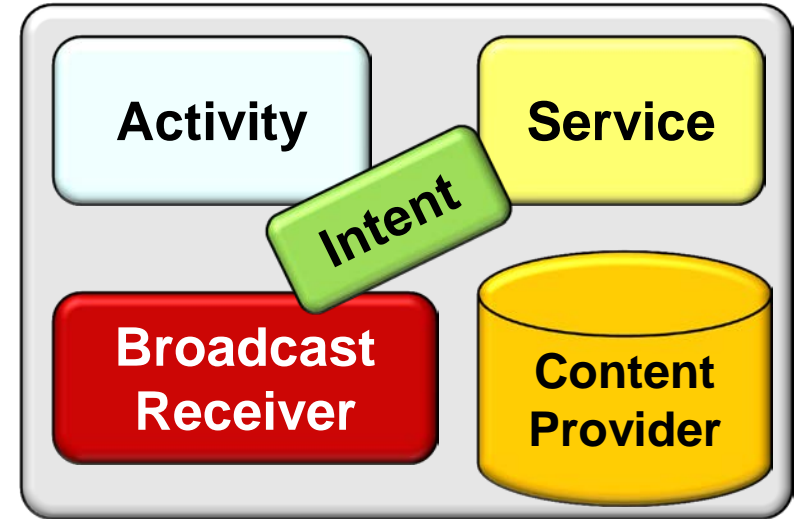 Activity
Service
Intent
Broadcast
Receiver
Content
Provider